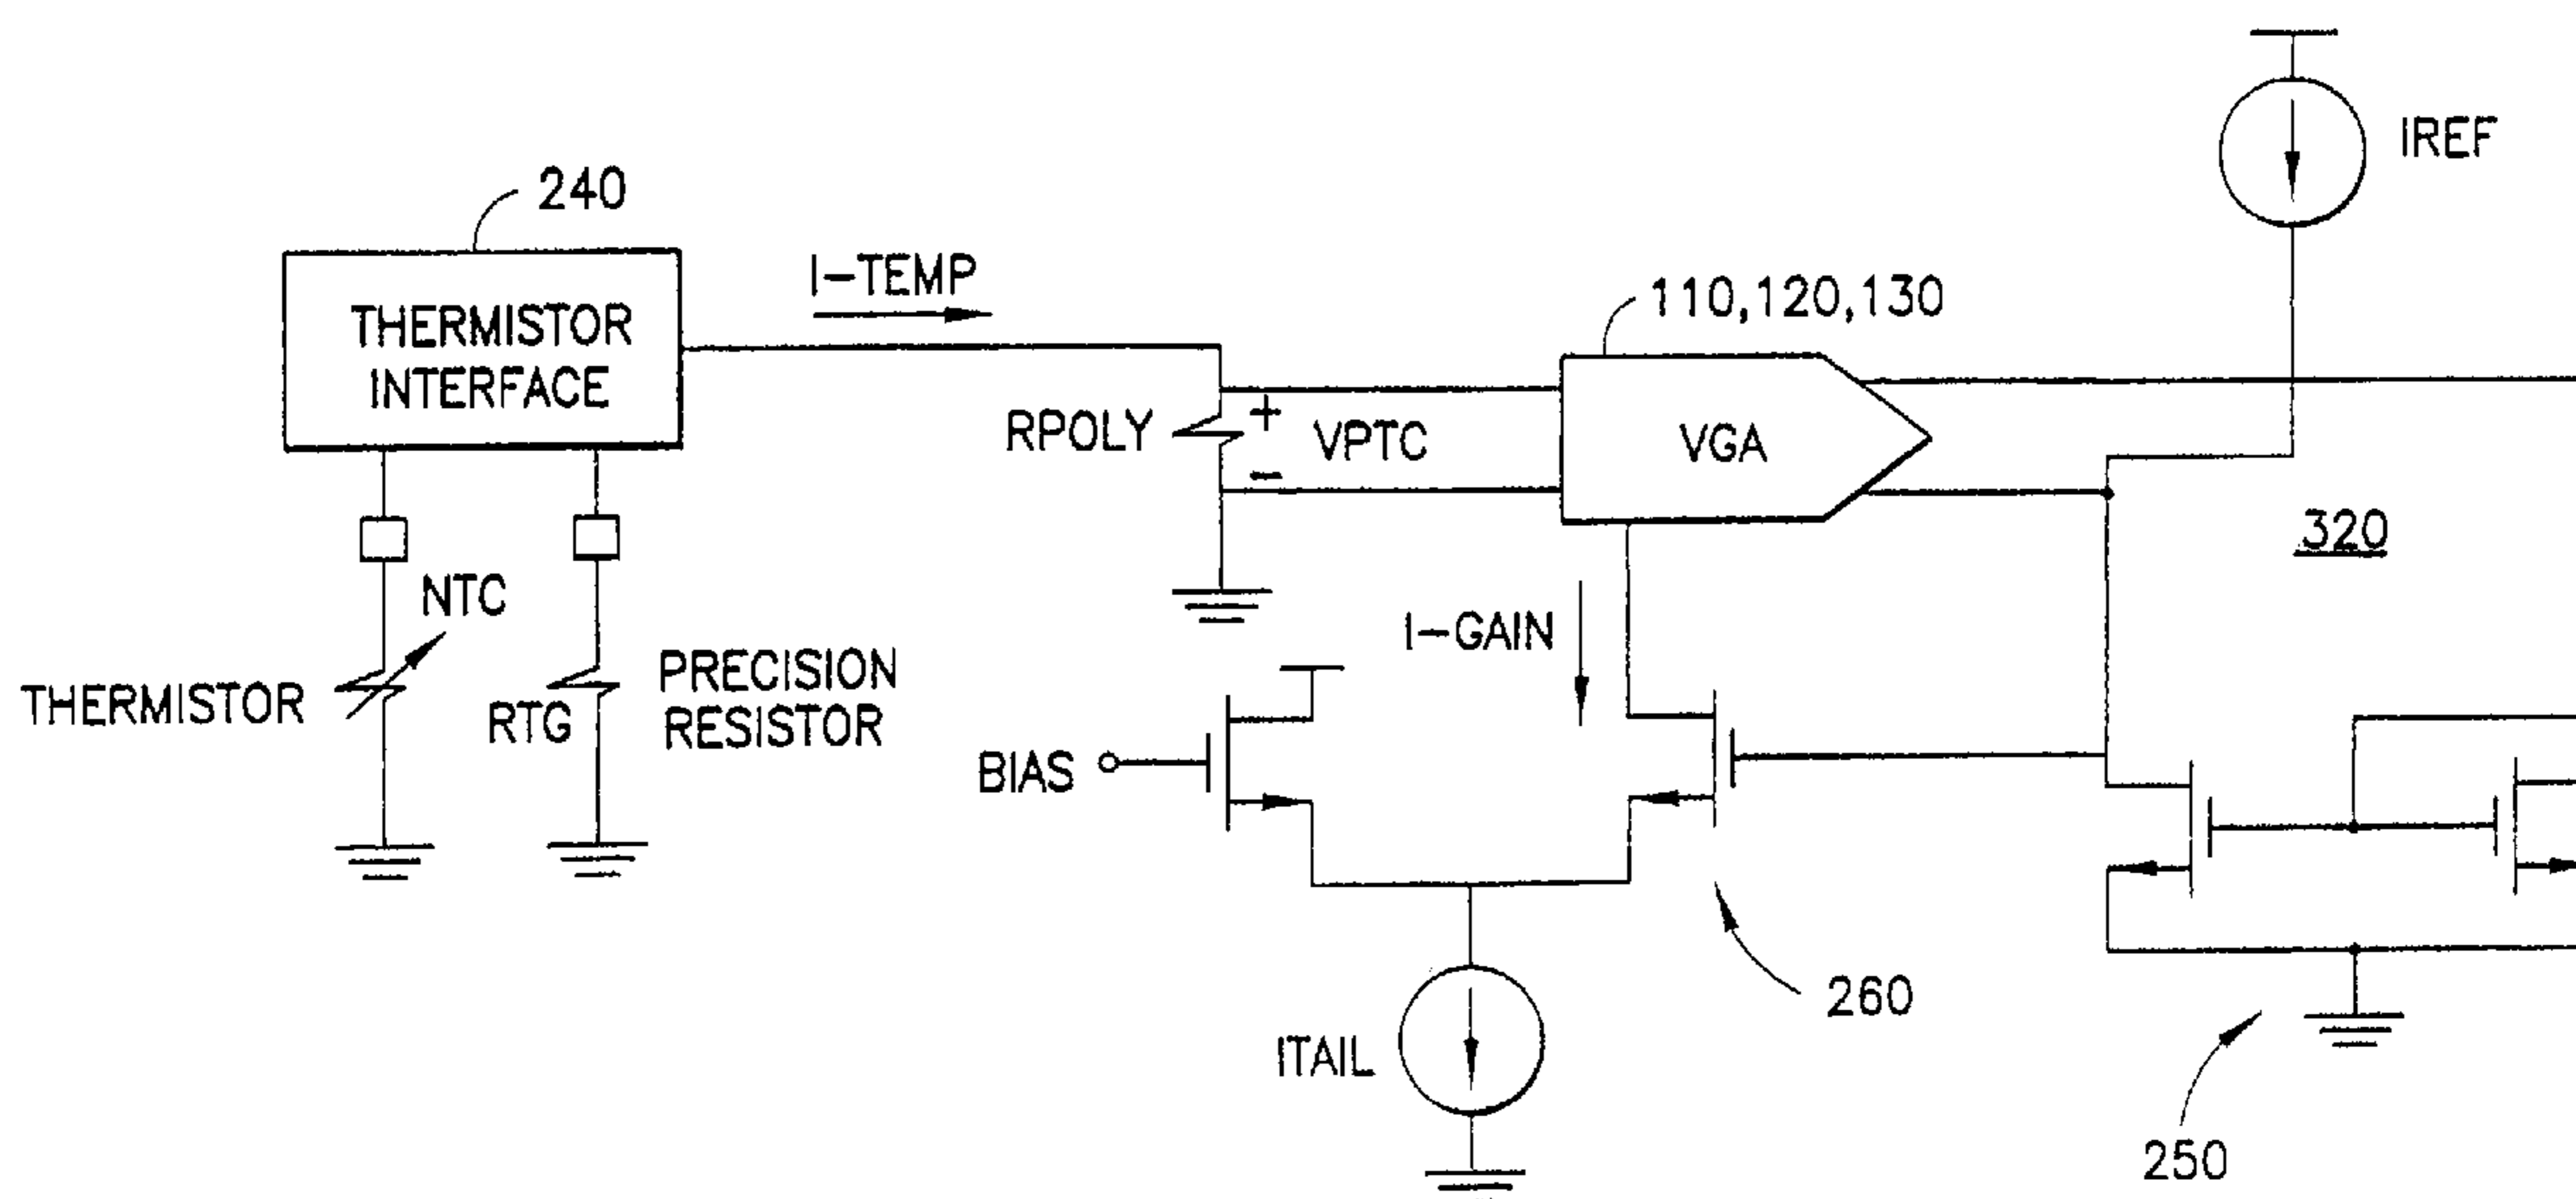 IREF
240
I-TEMP
110,120,130
THERMISTOR
INTERFACE
RPOLY
+
VPTC
-
VGA
320
NTC
I-GAIN
THERMISTOR
RTG
PRECISION
RESISTOR
BIAS
260
ITAIL
250